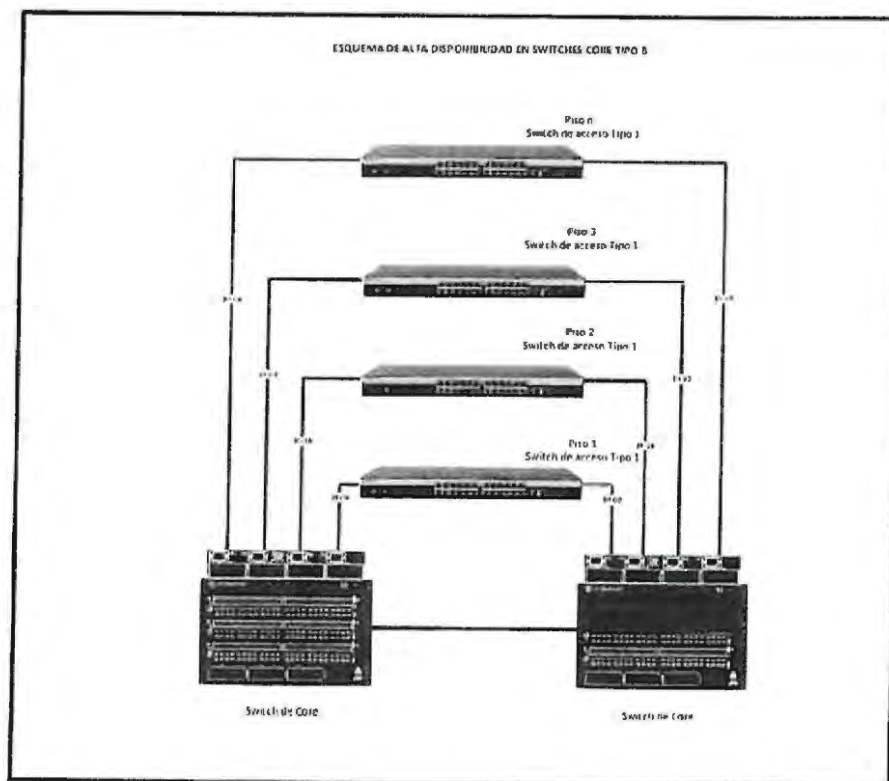 ESQUEMA DE ALTA DISPONIBILIDAD EN SWITCHES CORE TIPO B
Piso n
Switch de acceso Tipo 1
Piso 3
Switch de acceso Tipo 1
Piso 2
Switch de acceso Tipo 1
Piso 1
Switch de acceso Tipo 1
Switch de Core
Switch de Core